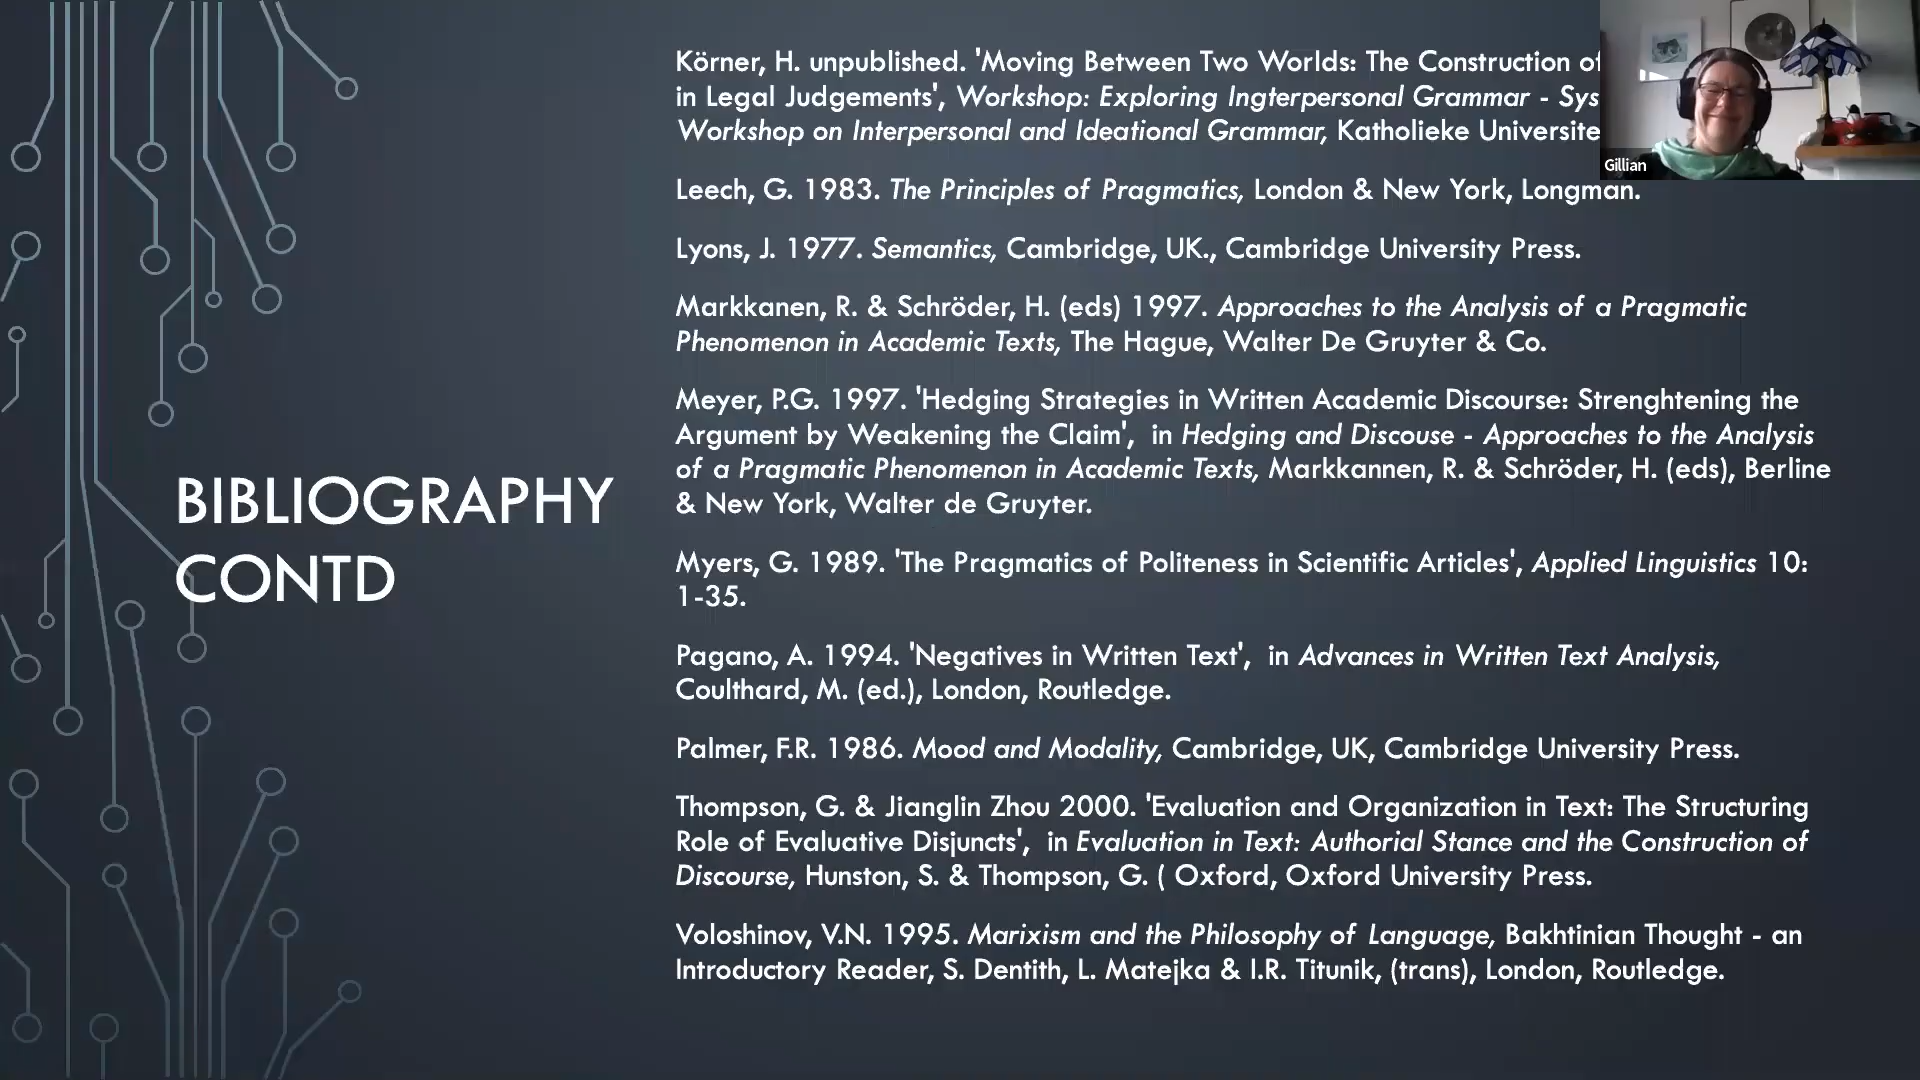 BIBLIOGRAPHY
CONTD
Körner, H. unpublished. 'Moving Between Two Worlds: The Construction of
in Legal Judgements', Workshop: Exploring Ingterpersonal Grammar - Sys
Workshop on Interpersonal and Ideational Grammar, Katholieke Universite
Leech, G. 1983. The Principles of Pragmatics, London & New York, Longman.
Lyons, J. 1977. Semantics, Cambridge, UK., Cambridge University Press.
Markkanen, R. & Schröder, H. (eds) 1997. Approaches to the Analysis of a Pragmatic
Phenomenon in Academic Texts, The Hague, Walter De Gruyter & Co.
Meyer, P.G. 1997. 'Hedging Strategies in Written Academic Discourse: Strenghtening the
Argument by Weakening the Claim', in Hedging and Discouse - Approaches to the Analysis
of a Pragmatic Phenomenon in Academic Texts, Markkannen, R. & Schröder, H. (eds), Berline
& New York, Walter de Gruyter.
Myers, G. 1989. 'The Pragmatics of Politeness in Scientific Articles', Applied Linguistics 10:
1-35.
Pagano, A. 1994. 'Negatives in Written Text', in Advances in Written Text Analysis,
Coulthard, M. (ed.), London, Routledge.
Palmer, F.R. 1986. Mood and Modality, Cambridge, UK, Cambridge University Press.
Thompson, G. & Jianglin Zhou 2000. 'Evaluation and Organization in Text: The Structuring
Role of Evaluative Disjuncts', in Evaluation in Text: Authorial Stance and the Construction of
Discourse, Hunston, S. & Thompson, G. ( Oxford, Oxford University Press.
Voloshinov, V.N. 1995. Marixism and the Philosophy of Language, Bakhtinian Thought - an
Introductory Reader, S. Dentith, L. Matejka & I.R. Titunik, (trans), London, Routledge.
Gillian